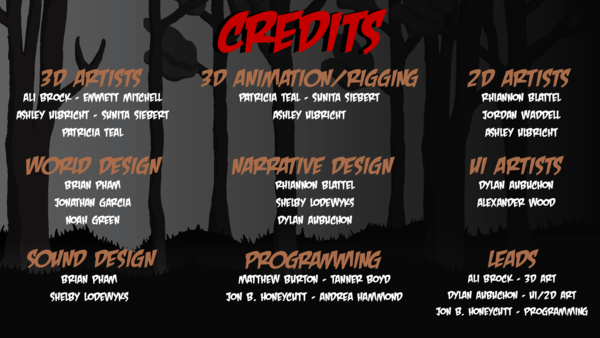 CREDITS
3D ARTISTS
ALI BROCK - EMMETT MITCHELL
ASHLEY ULBRICHT - SUNITA SIEBERT
PATRICIA TEAL
3D ANIMATION/RIGGING
PATRICIA TEAL - SUNITA SIEBERT
ASHLEY ULBRICHT
2D ARTISTS
RHIANNON BLATTEL
JORDAN WADDELL
ASHLEY ULBRICHT
WORLD DESIGN
BRIAN PHAM
JONATHAN GARCIA
NOAH GREEN
NARRATIVE DESIGN
RHIANNON BLATTEL
SHELBY LODEWYKS
DYLAN AUBUCHON
UI ARTISTS
DYLAN AUBUCHON
ALEXANDER WOOD
SOUND DESIGN
BRIAN PHAM
SHELBY LODEWYKS
PROGRAMMING
MATTHEW BURTON - TANNER BOYD
JON B. HONEYCUTT - ANDREA HAMMOND
LEADS
ALI BROCK - 3D ART
DYLAN AUBUCHON - UI/2D ART
JON B. HONEYCUTT - PROGRAMMING